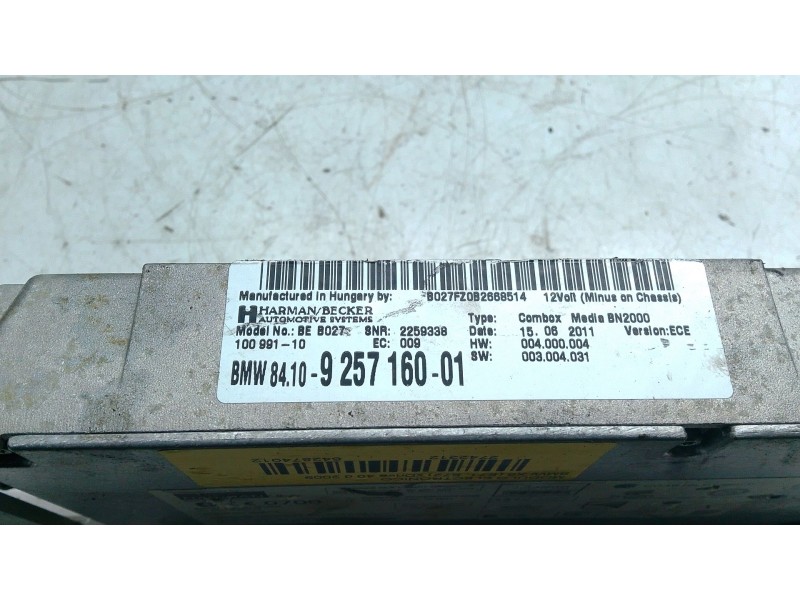 Manufactured in Hungary by: B027FZ0B2668514 12Volt (Minus on Chassis)
HARMAN/BECKER Type: Combox Media BN2000
AUTOMOTIVE SYSTEMS
Model No.: BE B027 SNR: 2259338 Date: 15. 06 2011 Version: ECE
100 991-10 EC: 009 HW: 004.000.004
SW: 003.004.031
BMW 84.10-9 257 160-01